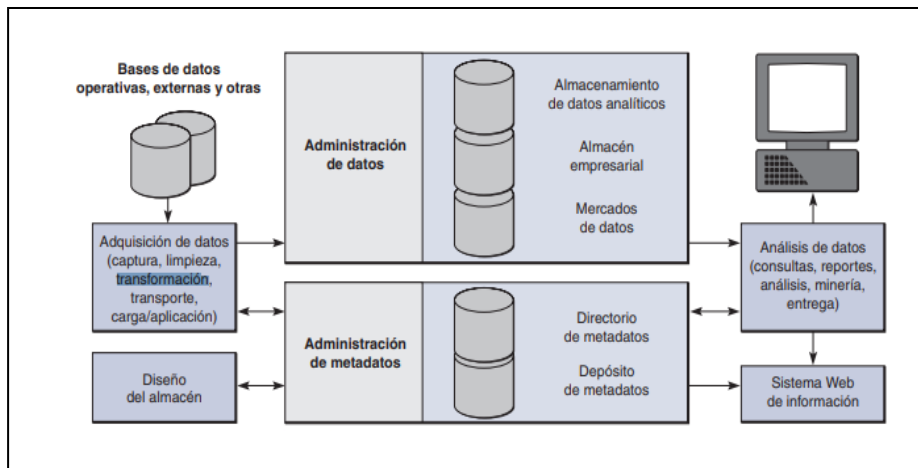 Bases de datos
operativas, externas y otras
Adquisición de datos
(captura, limpieza,
transformación,
transporte,
carga/aplicación)
Diseño
del almacén
Administración
de datos
Almacenamiento
de datos analíticos
Almacén
empresarial
Mercados
de datos
Administración
de metadatos
Directorio
de metadatos
Depósito
de metadatos
Análisis de datos
(consultas, reportes,
análisis, minería,
entrega)
Sistema Web
de información